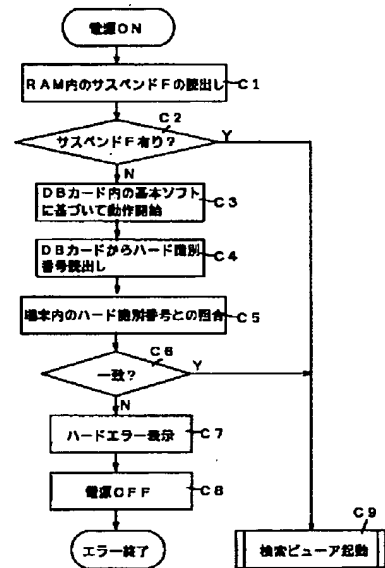 電源ON
RAM内のサスペンドFの読出し
C1
C2
サスペンドF有り?
Y
N
DBカード内の基本ソフト
に基づいて動作開始
C3
DBカードからハード識別
番号読出し
C4
端末内のハード識別番号との照合
C5
C6
一致?
Y
N
ハードエラー表示
C7
電源OFF
C8
エラー終了
C9
検索ビューア起動